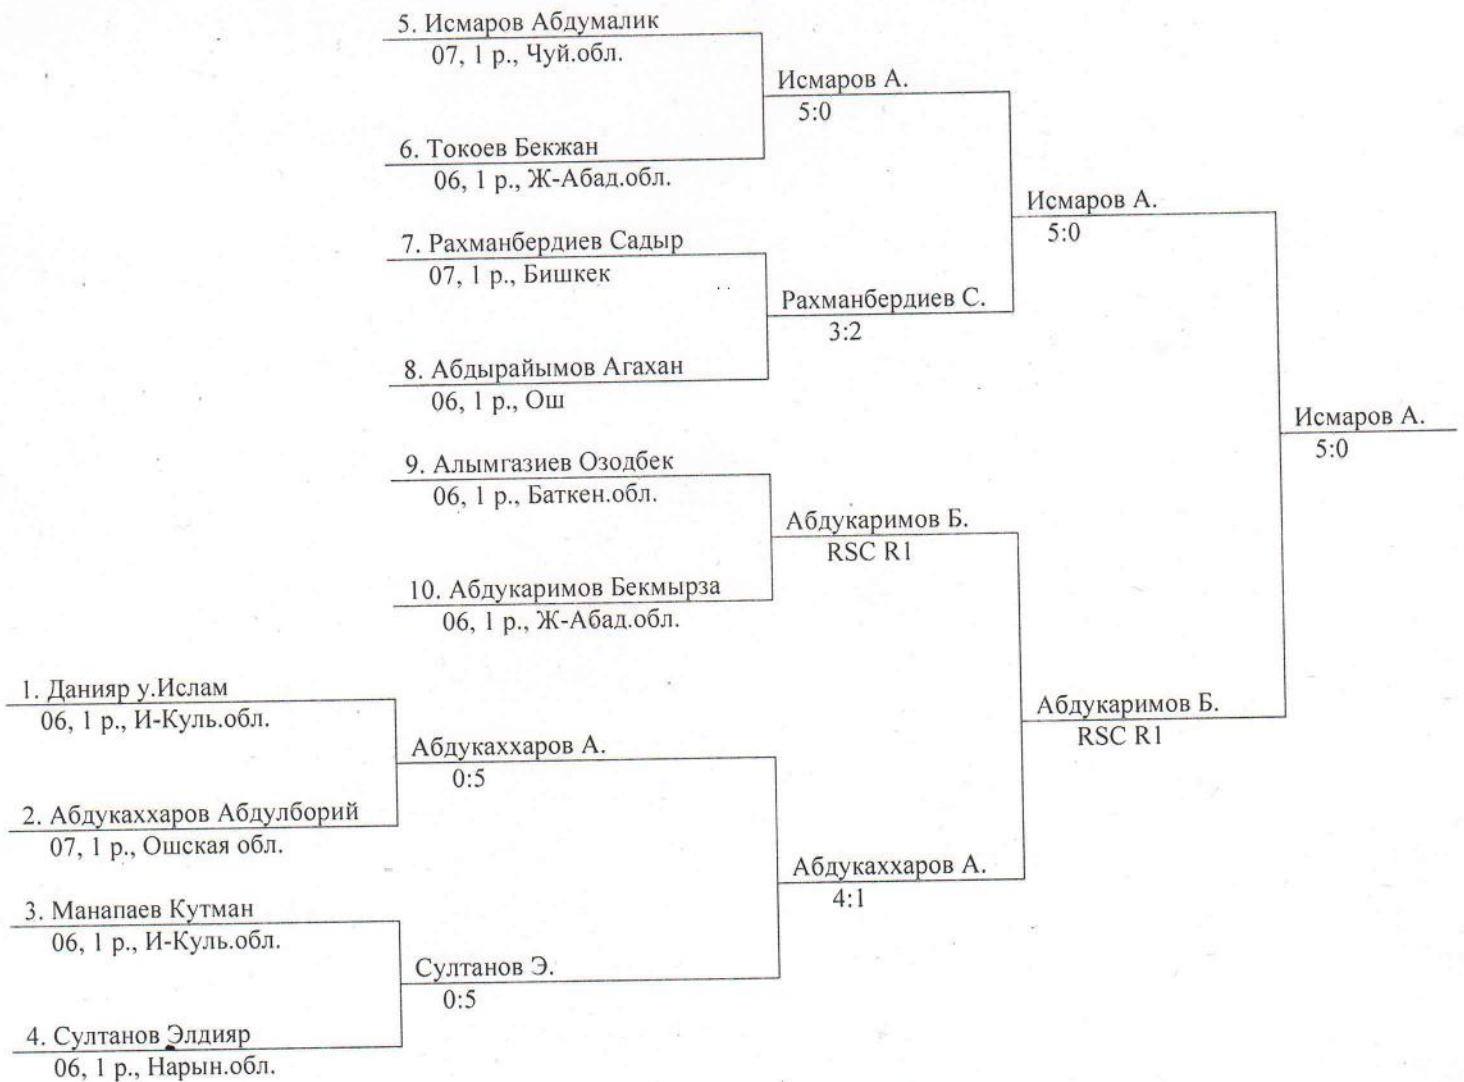 5. Исмаров Абдумалик
07, 1 р., Чуй.обл.
Исмаров А.
5:0
6. Токоев Бекжан
06, 1 р., Ж-Абад.обл.
Исмаров А.
5:0
7. Рахманбердиев Садыр
07, 1 р., Бишкек
Рахманбердиев С.
3:2
8. Абдырайымов Агахан
06, 1 р., Ош
Исмаров А.
5:0
9. Алымгазиев Озодбек
06, 1 р., Баткен.обл.
Абдукаримов Б.
RSC R1
10. Абдукаримов Бекмырза
06, 1 р., Ж-Абад.обл.
1. Данияр у.Ислам
06, 1 р., И-Куль.обл.
Абдукаримов Б.
RSC R1
Абдукаххаров А.
0:5
2. Абдукаххаров Абдулборий
07, 1 р., Ошская обл.
Абдукаххаров А.
4:1
3. Манапаев Кутман
06, 1 р., И-Куль.обл.
Султанов Э.
0:5
4. Султанов Элдияр
06, 1 р., Нарын.обл.